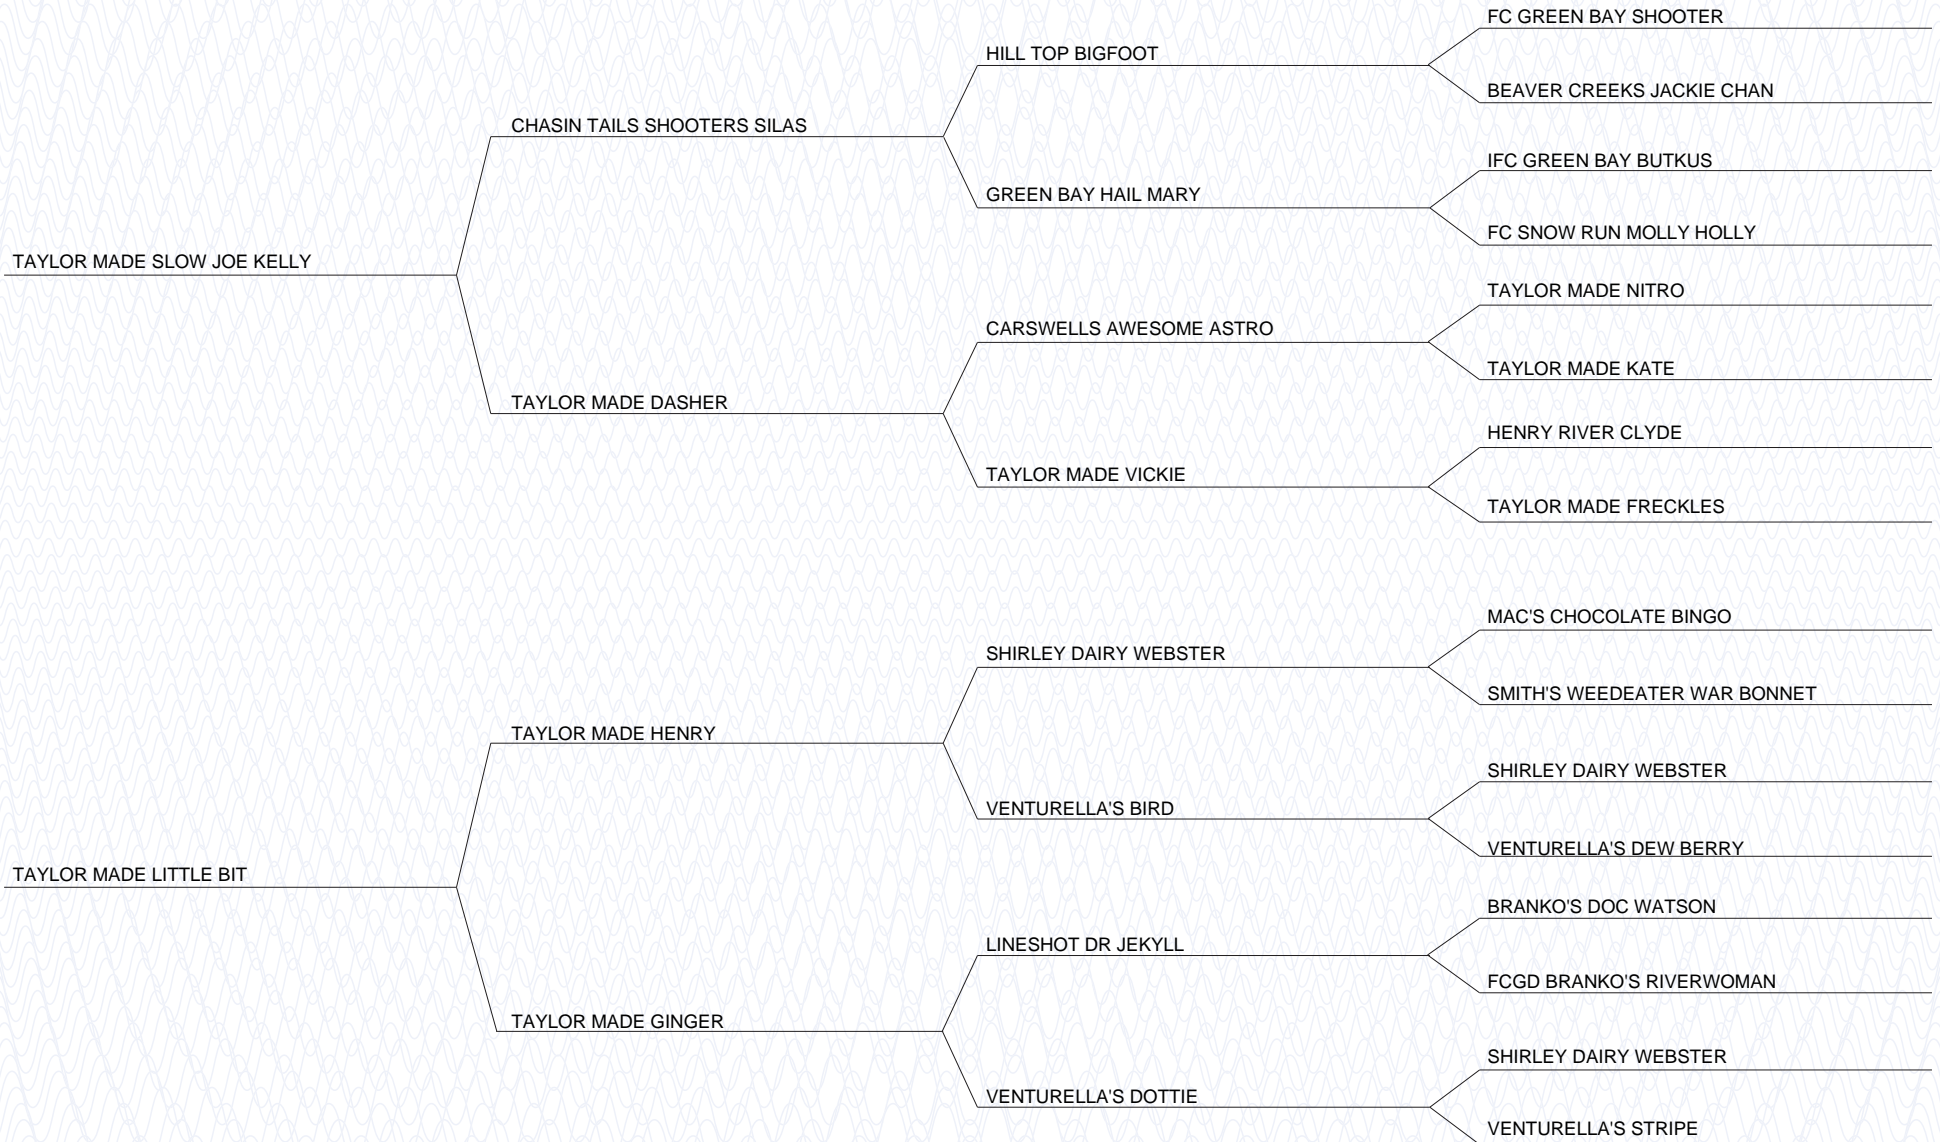 FC GREEN BAY SHOOTER
HILL TOP BIGFOOT
BEAVER CREEKS JACKIE CHAN
CHASIN TAILS SHOOTERS SILAS
IFC GREEN BAY BUTKUS
GREEN BAY HAIL MARY
FC SNOW RUN MOLLY HOLLY
TAYLOR MADE SLOW JOE KELLY
TAYLOR MADE NITRO
CARSWELLS AWESOME ASTRO
TAYLOR MADE KATE
TAYLOR MADE DASHER
HENRY RIVER CLYDE
TAYLOR MADE VICKIE
TAYLOR MADE FRECKLES
MAC'S CHOCOLATE BINGO
SHIRLEY DAIRY WEBSTER
SMITH'S WEEDEATER WAR BONNET
TAYLOR MADE HENRY
SHIRLEY DAIRY WEBSTER
VENTURELLA'S BIRD
VENTURELLA'S DEW BERRY
TAYLOR MADE LITTLE BIT
BRANKO'S DOC WATSON
LINESHOT DR JEKYLL
FCGD BRANKO'S RIVERWOMAN
TAYLOR MADE GINGER
SHIRLEY DAIRY WEBSTER
VENTURELLA'S DOTTIE
VENTURELLA'S STRIPE